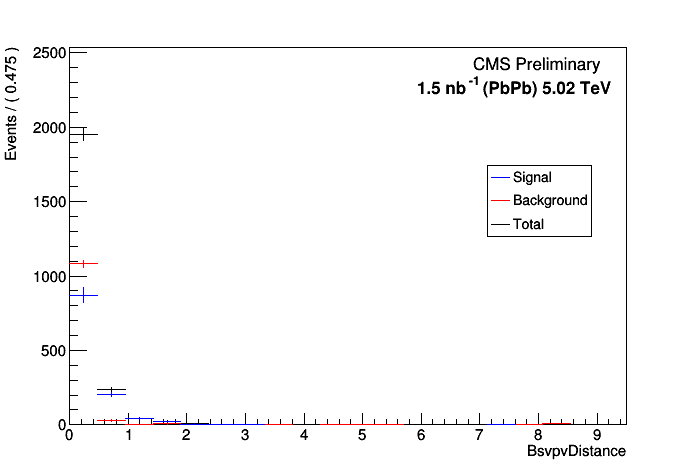 CMS Preliminary
1.5 nb-1 (PbPb) 5.02 TeV
Events / ( 0.475 )
2500
2000
1500
1000
500
0
Signal
Background
Total
0 1 2 3 4 5 6 7 8 9
BsvpvDistance